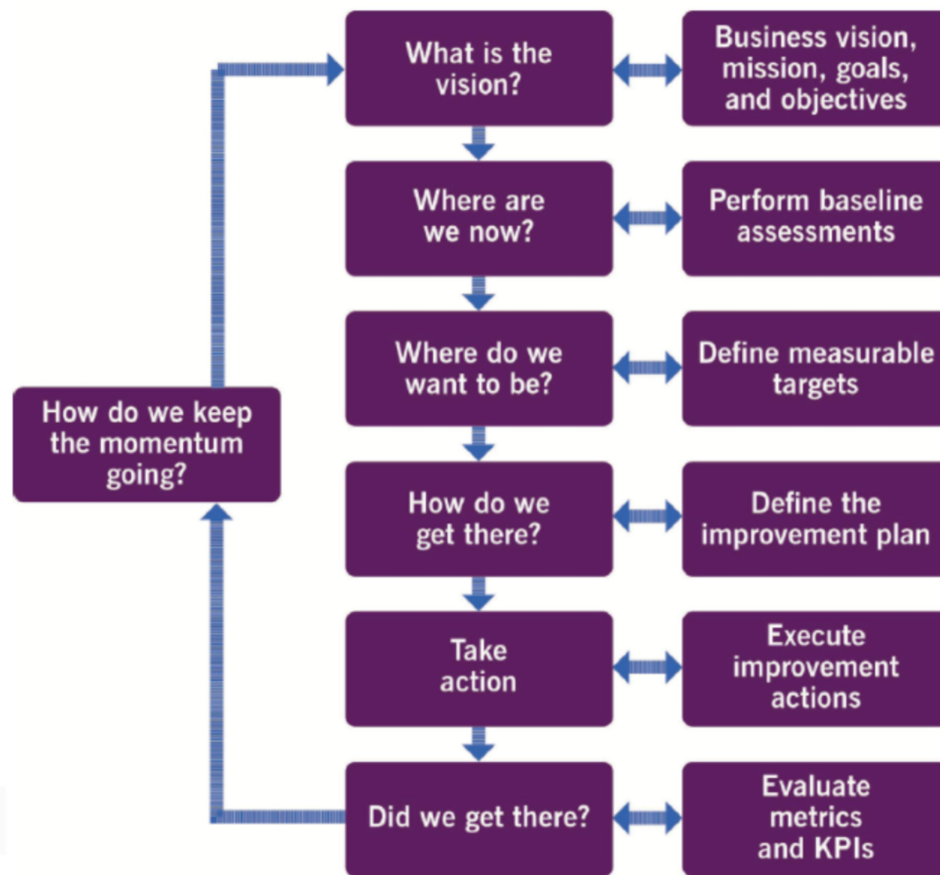 What is the
vision?
Business vision,
mission, goals,
and objectives
Where are
we now?
Perform baseline
assessments
Where do we
want to be?
Define measurable
targets
How do we keep
the momentum
going?
How do we
get there?
Define the
improvement plan
Take
action
Execute
improvement
actions
Did we get there?
Evaluate
metrics
and KPIs